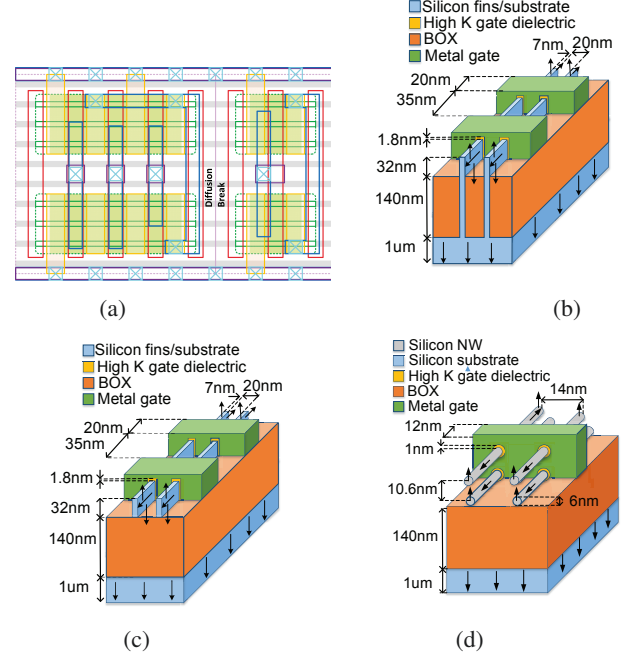 (a)
Diffusion
Break
Silicon fins/substrate
High K gate dielectric
BOX
Metal gate
7nm
20nm
20nm
35nm
1.8nm
32nm
140nm
1um
(b)
Silicon fins/substrate
High K gate dielectric
BOX
Metal gate
7nm
20nm
20nm
35nm
1.8nm
32nm
140nm
1um
(c)
Silicon NW
Silicon substrate
High K gate dielectric
BOX
Metal gate
14nm
12nm
1nm
10.6nm
6nm
140nm
1um
(d)